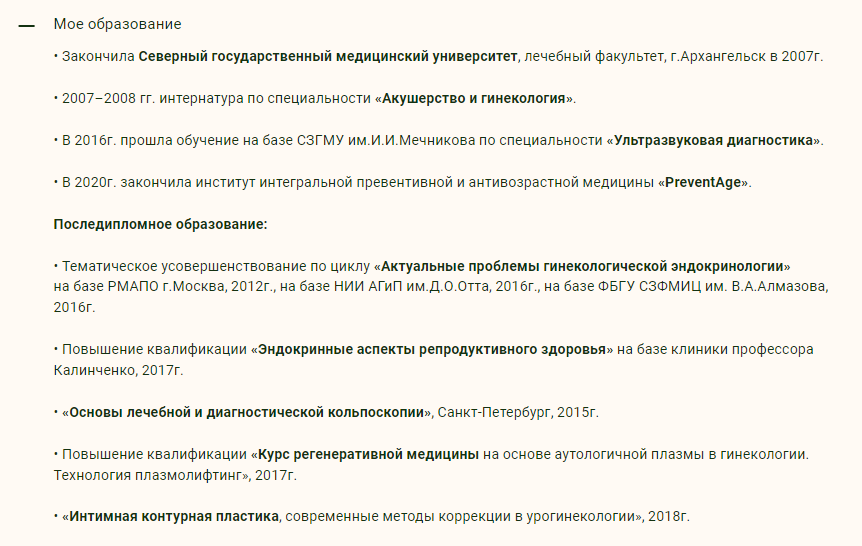 Мое образование
• Закончила Северный государственный медицинский университет, лечебный факультет, г.Архангельск в 2007г.
• 2007–2008 гг. интернатура по специальности «Акушерство и гинекология».
• В 2016г. прошла обучение на базе СЗГМУ им.И.И.Мечникова по специальности «Ультразвуковая диагностика».
• В 2020г. закончила институт интегральной превентивной и антивозрастной медицины «PreventAge».
Последипломное образование:
• Тематическое усовершенствование по циклу «Актуальные проблемы гинекологической эндокринологии»
на базе РМАПО г.Москва, 2012г., на базе НИИ АГиП им.Д.О.Отта, 2016г., на базе ФБГУ СЗФМИЦ им. В.А.Алмазова,
2016г.
• Повышение квалификации «Эндокринные аспекты репродуктивного здоровья» на базе клиники профессора
Калинченко, 2017г.
• «Основы лечебной и диагностической кольпоскопии», Санкт-Петербург, 2015г.
• Повышение квалификации «Курс регенеративной медицины на основе аутологичной плазмы в гинекологии.
Технология плазмолифтинг», 2017г.
• «Интимная контурная пластика, современные методы коррекции в урогинекологии», 2018г.